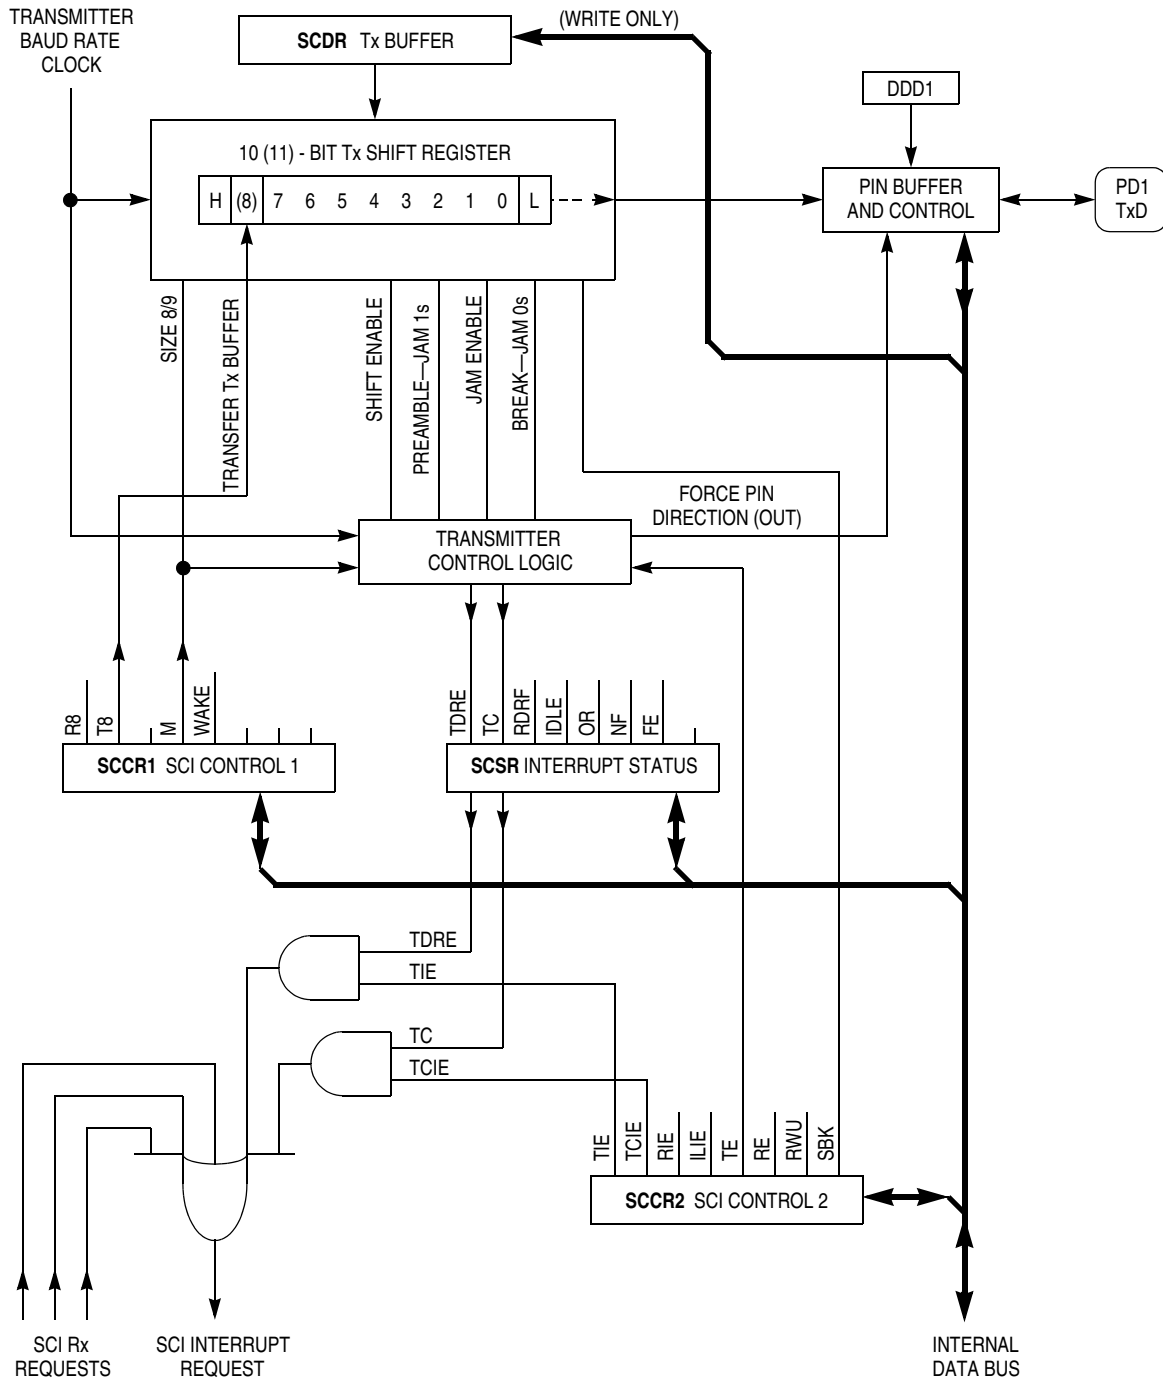 TRANSMITTER
BAUD RATE
CLOCK
SCDR Tx BUFFER
(WRITE ONLY)
DDD1
10 (11) - BIT Tx SHIFT REGISTER
H (8) 7 6 5 4 3 2 1 0 L
PIN BUFFER
AND CONTROL
PD1
TxD
SIZE 8/9
TRANSFER Tx BUFFER
SHIFT ENABLE
PREAMBLE—JAM 1s
JAM ENABLE
BREAK—JAM 0s
FORCE PIN
DIRECTION (OUT)
TRANSMITTER
CONTROL LOGIC
R8
T8
M
WAKE
TDRE
TC
RDRF
IDLE
OR
NF
FE
SCCR1 SCI CONTROL 1
SCSR INTERRUPT STATUS
TDRE
TIE
TC
TCIE
TIE
TCIE
RIE
ILIE
TE
RE
RWU
SBK
SCCR2 SCI CONTROL 2
SCI Rx
REQUESTS
SCI INTERRUPT
REQUEST
INTERNAL
DATA BUS